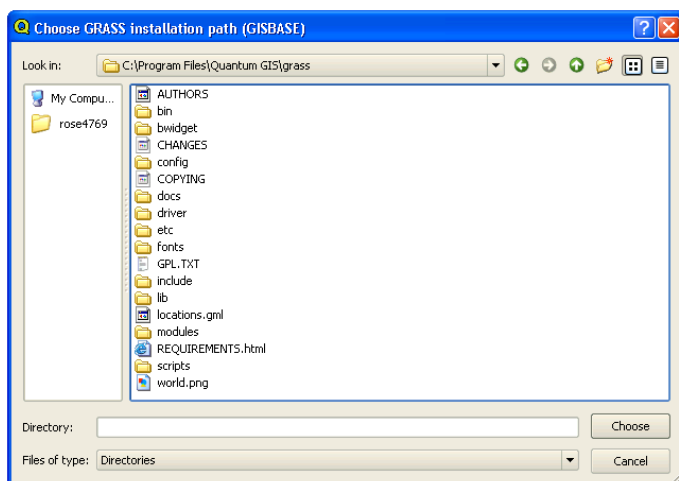 Choose GRASS installation path (GISBASE)
Look in: C:\Program Files\Quantum GIS\grass
My Compu...
rose4769
AUTHORS
bin
bwidget
CHANGES
config
COPYING
docs
driver
etc
fonts
GPL.TXT
include
lib
locations.gml
modules
REQUIREMENTS.html
scripts
world.png
Directory: Choose
Files of type: Directories Cancel